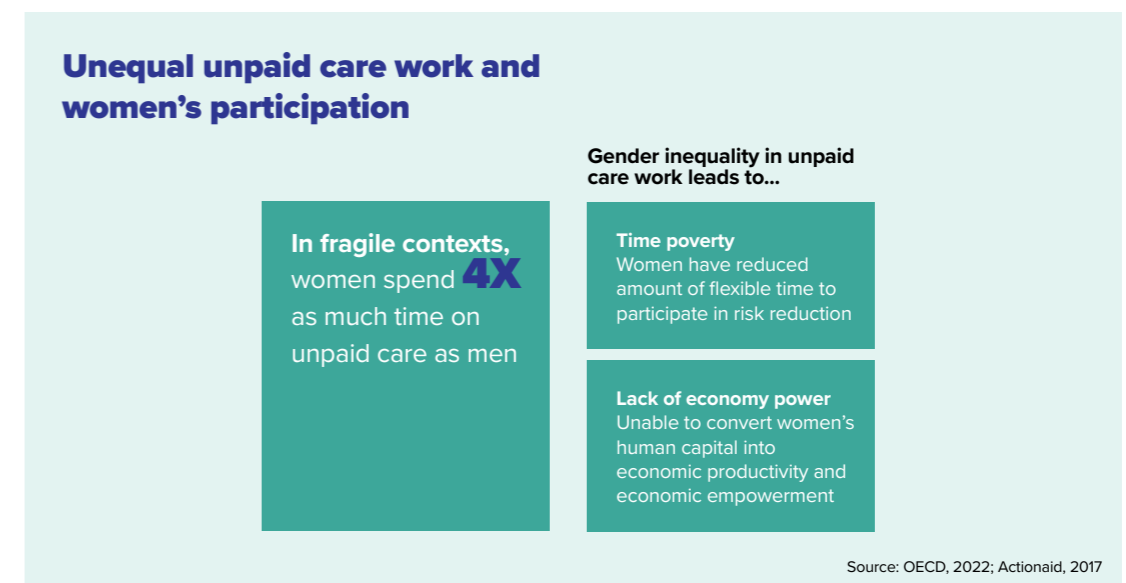 Unequal unpaid care work and
women’s participation
In fragile contexts,
women spend 4X
as much time on
unpaid care as men
Gender inequality in unpaid
care work leads to...
Time poverty
Women have reduced
amount of flexible time to
participate in risk reduction
Lack of economy power
Unable to convert women’s
human capital into
economic productivity and
economic empowerment
Source: OECD, 2022; Actionaid, 2017